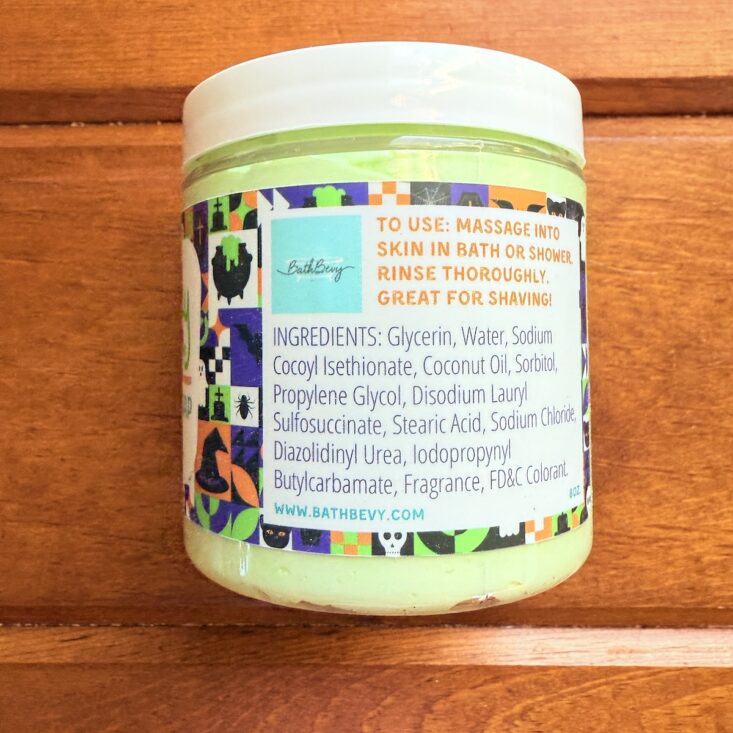 BathBevy
TO USE: MASSAGE INTO
SKIN IN BATH OR SHOWER.
RINSE THOROUGHLY.
GREAT FOR SHAVING!
INGREDIENTS: Glycerin, Water, Sodium
Cocoyl Isethionate, Coconut Oil, Sorbitol,
Propylene Glycol, Disodium Lauryl
Sulfosuccinate, Stearic Acid, Sodium Chloride,
Diazolidinyl Urea, Iodopropynyl
Butylcarbamate, Fragrance, FD&C Colorant.
8OZ.
WWW.BATHBEVY.COM